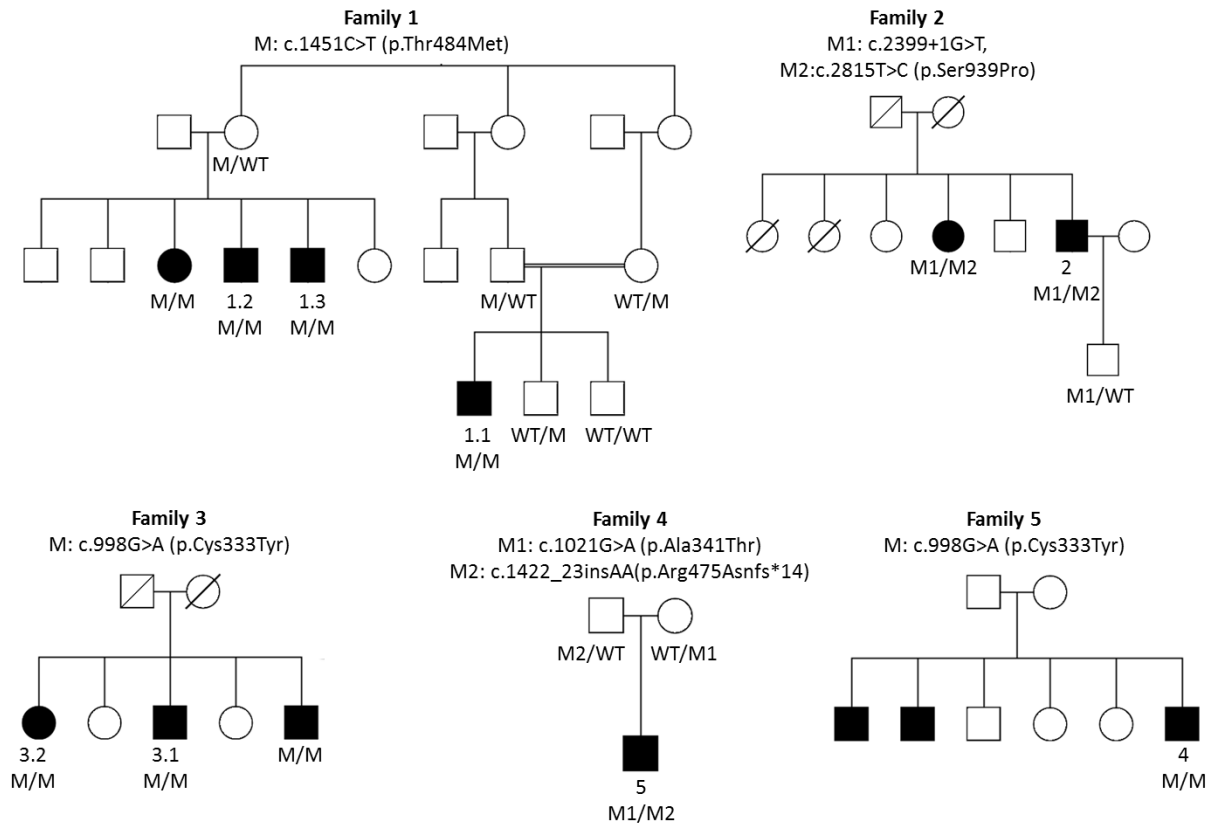 Family 1
M: c.1451C>T (p.Thr484Met)
M/WT
M/M
1.2
M/M
1.3
M/M
M/WT
WT/M
1.1
M/M
WT/M
WT/WT
Family 2
M1: c.2399+1G>T,
M2:c.2815T>C (p.Ser939Pro)
M1/M2
2
M1/M2
M1/WT
Family 3
M: c.998G>A (p.Cys333Tyr)
3.2
M/M
3.1
M/M
M/M
Family 4
M1: c.1021G>A (p.Ala341Thr)
M2: c.1422_23insAA(p.Arg475Asnfs*14)
M2/WT
WT/M1
5
M1/M2
Family 5
M: c.998G>A (p.Cys333Tyr)
4
M/M